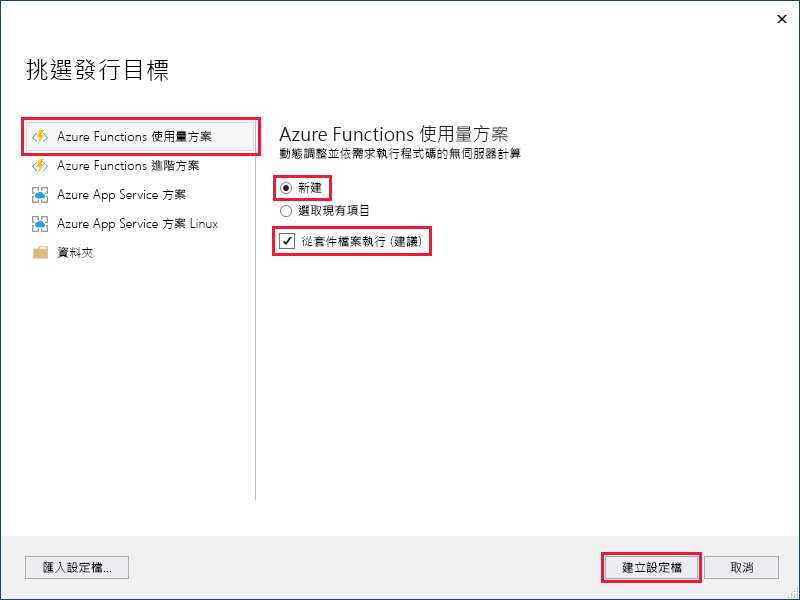 挑選發行目標
Azure Functions 使用量方案
Azure Functions 進階方案
Azure App Service 方案
Azure App Service 方案 Linux
資料夾
Azure Functions 使用量方案
動態調整並依需求執行程式碼的無伺服器計算
新建
選取現有項目
從套件檔案執行 (建議)
匯入設定檔...
建立設定檔
取消